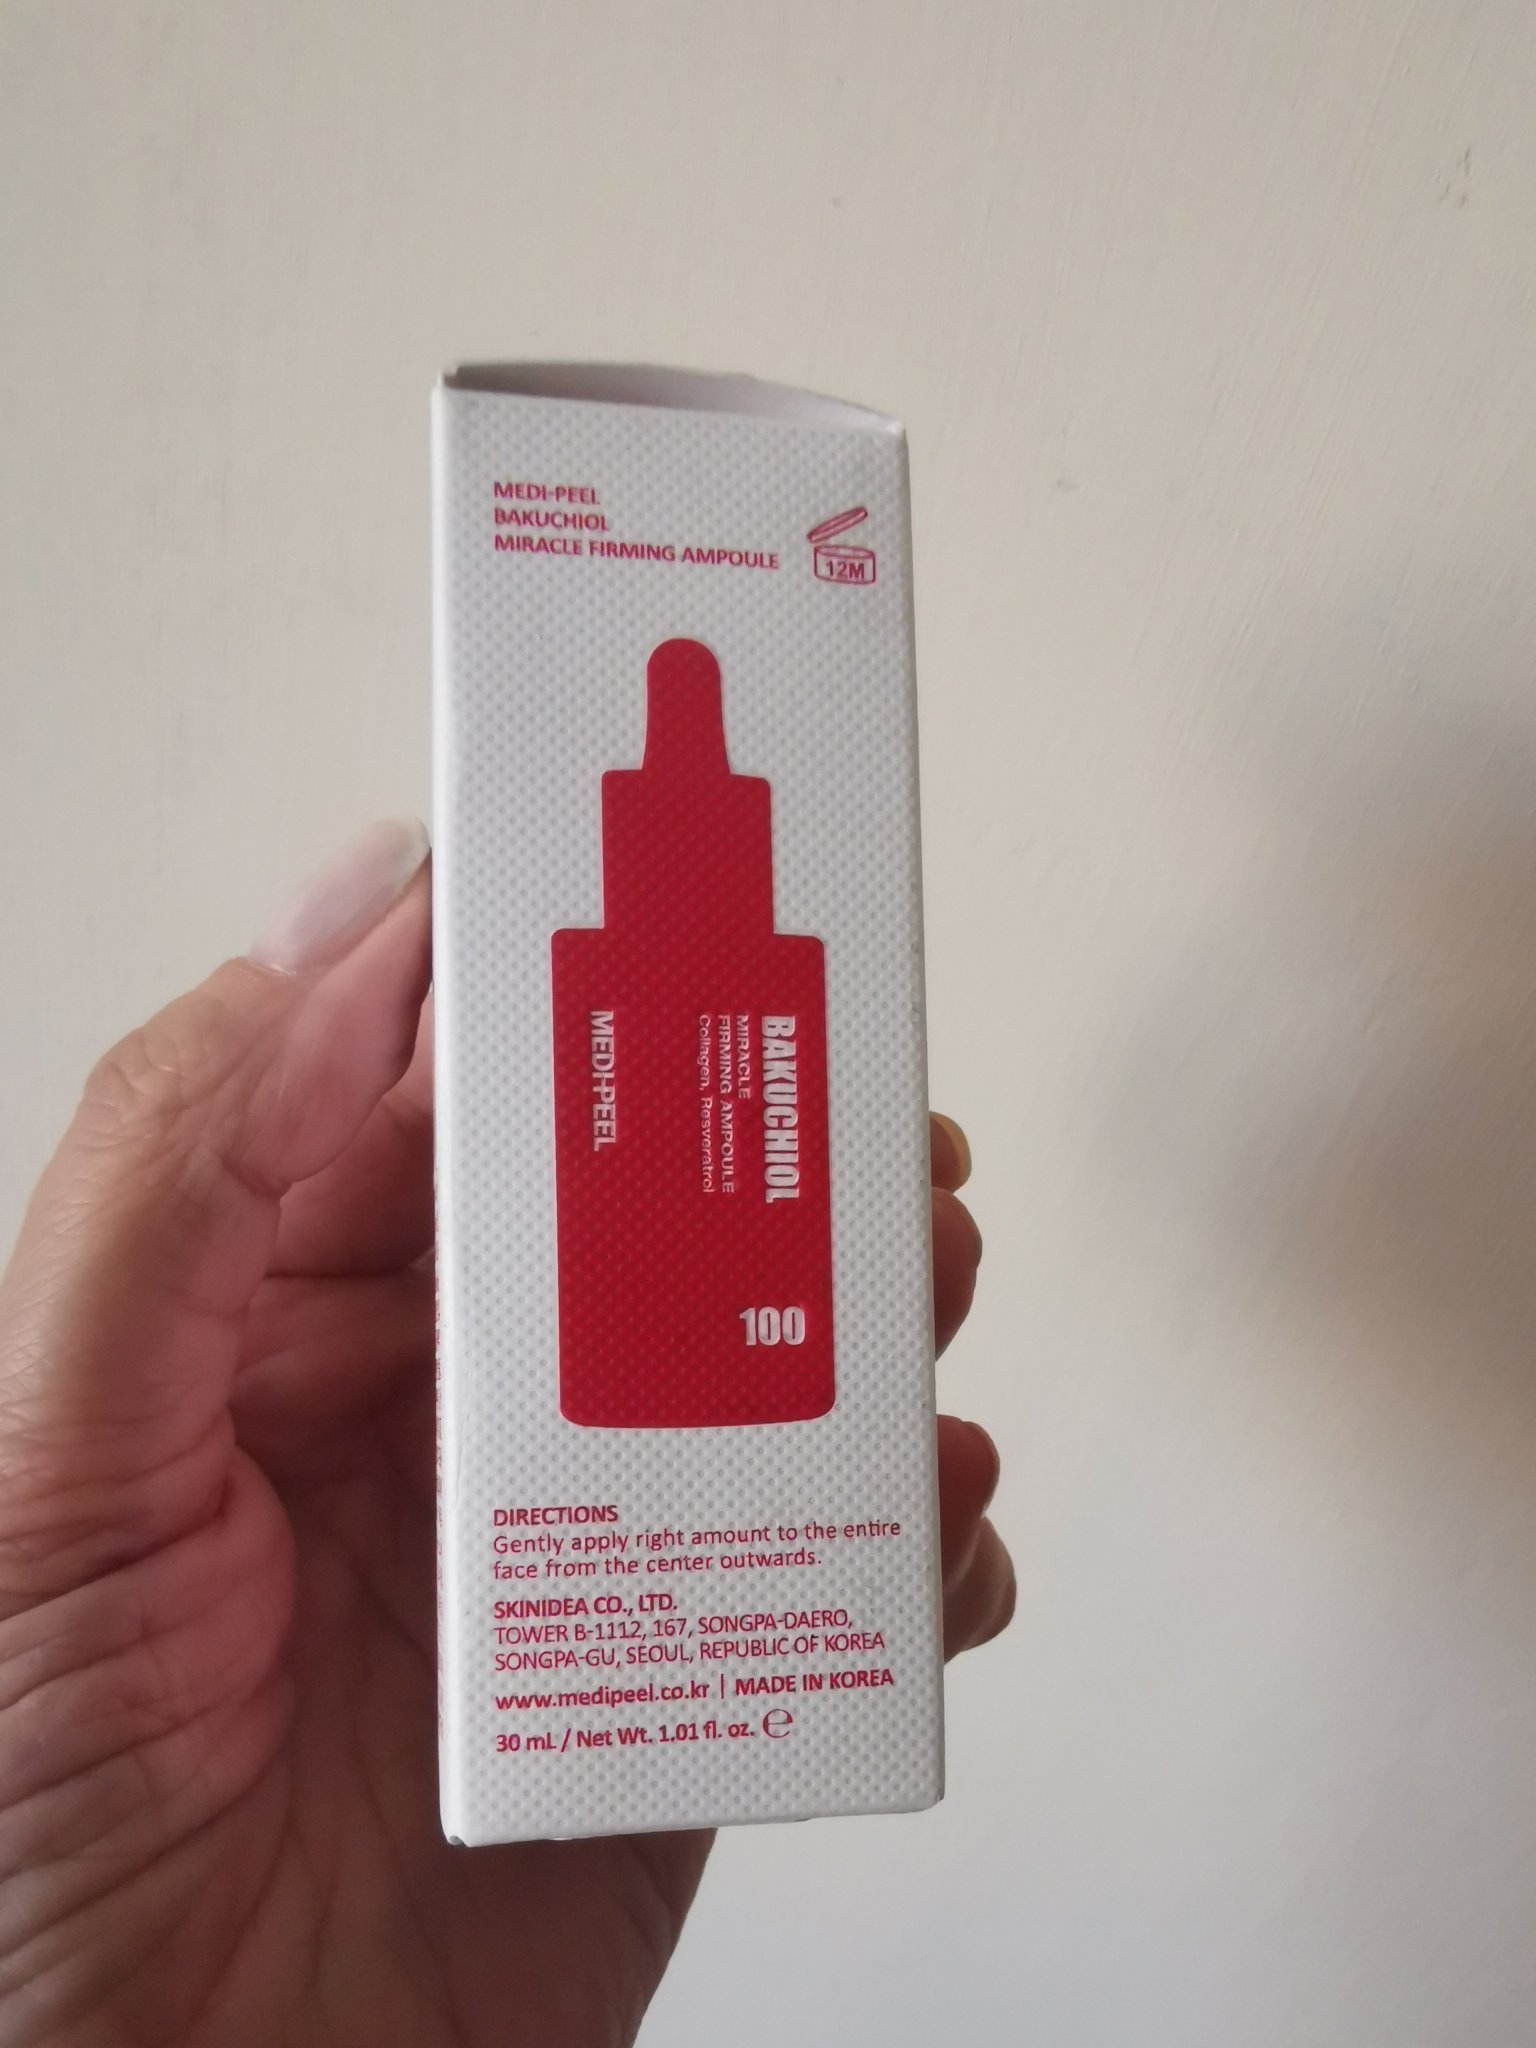 MEDI-PEEL
BAKUCHIOL
MIRACLE FIRMING AMPOULE
12M
BAKUCHIOL
MIRACLE
FIRMING AMPOULE
Collagen, Resveratrol
MEDI-PEEL
100
DIRECTIONS
Gently apply right amount to the entire
face from the center outwards.
SKINIDEA CO., LTD.
TOWER B-1112, 167, SONGPA-DAERO,
SONGPA-GU, SEOUL, REPUBLIC OF KOREA
www.medipeel.co.kr | MADE IN KOREA
30 mL / Net Wt. 1.01 fl. oz. ℮